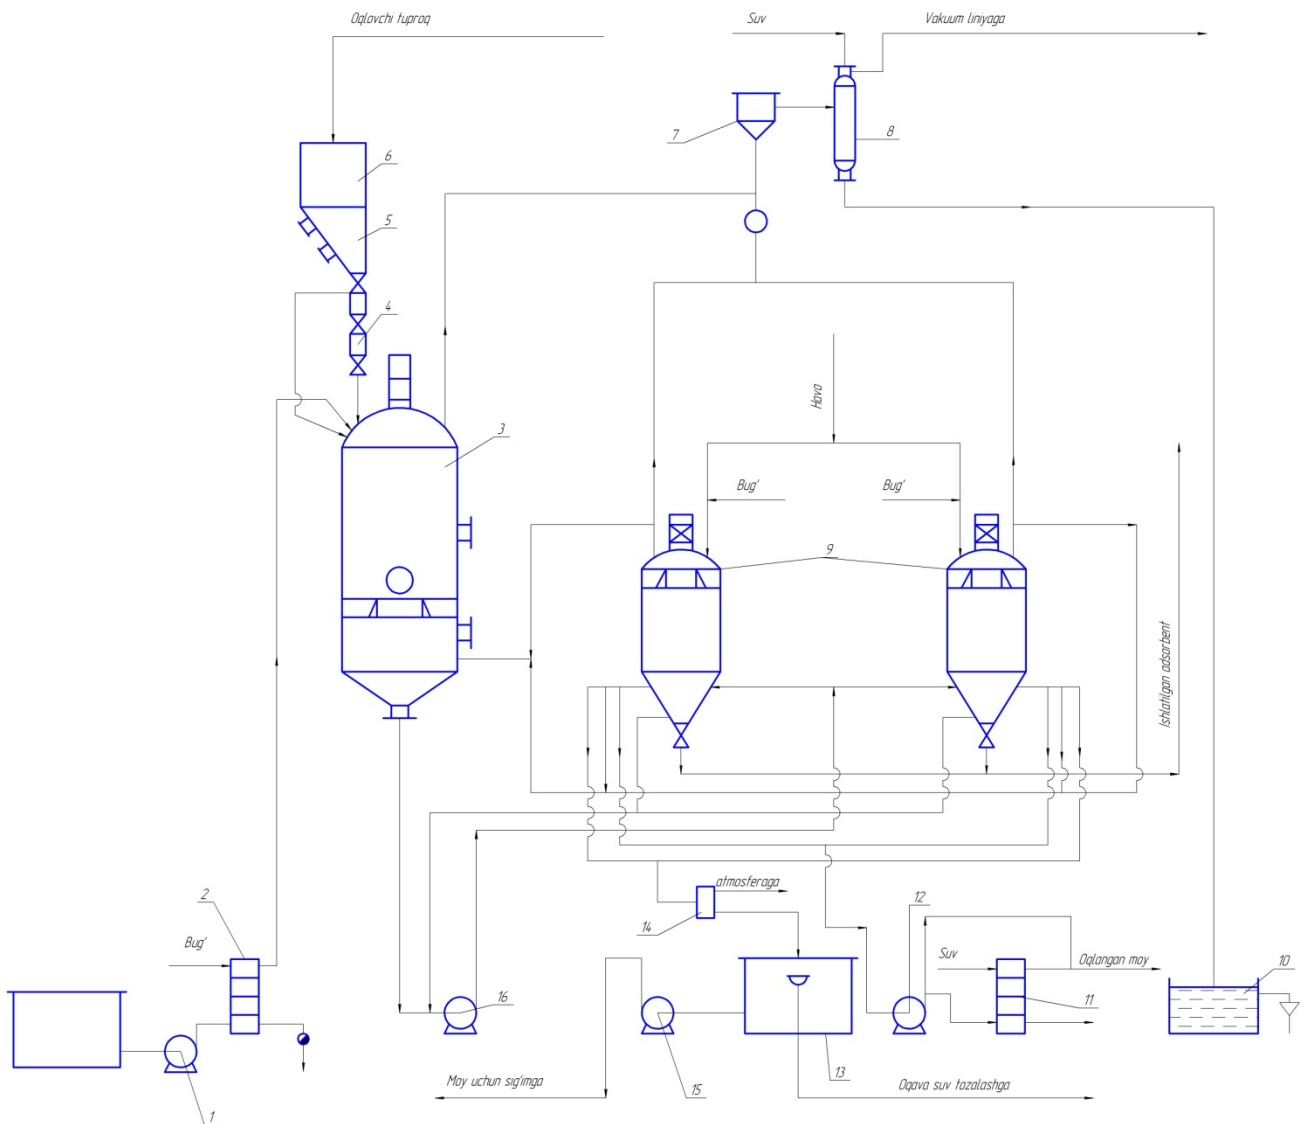 Oqlovchi tuproq
Suv
Vakuum liniyaga
6
7
8
5
4
Havo
3
Bug'
Bug'
9
Ishlatilgan adsorbent
atmosferaga
2
14
12
Bug'
Suv
Oqlangan moy
10
16
11
13
Moy uchun sig'imga
15
Oqava suv tozalashga
1